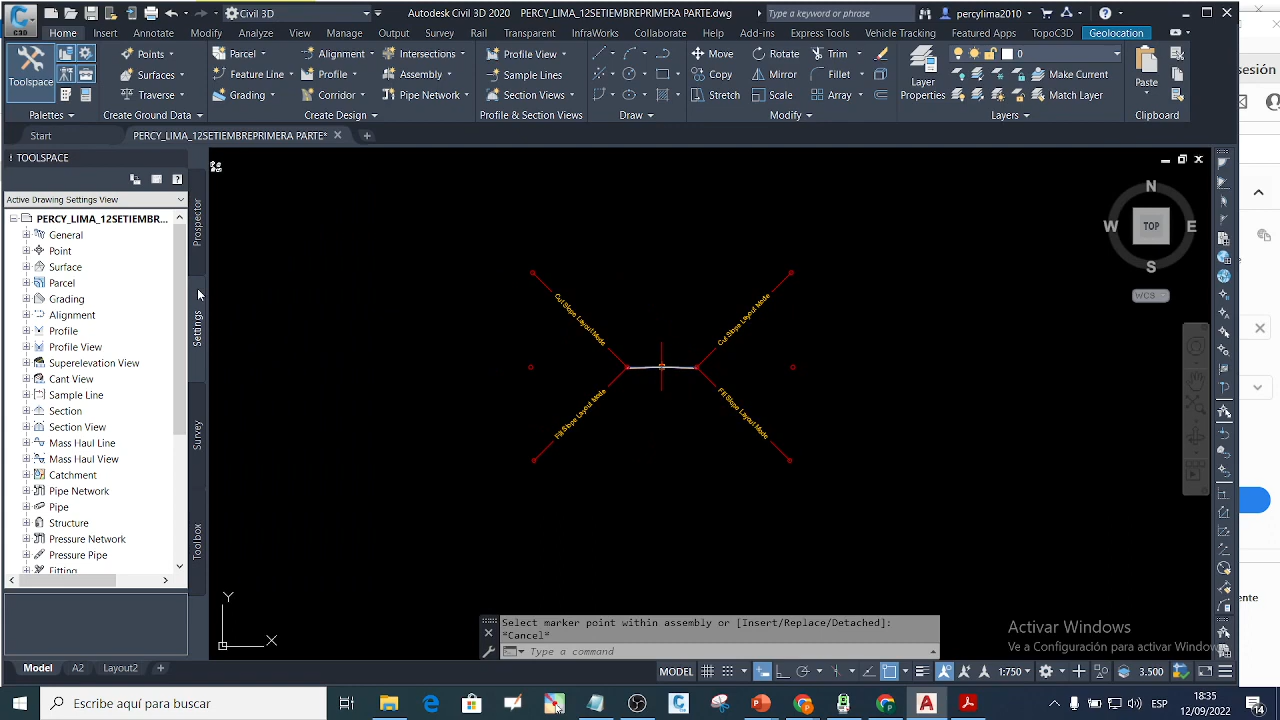 Civil 3D
Autodesk Civil 3D 2020 PERCY_LIMA_12SETIEMBREPRIMERA PARTE.dwg
Type a keyword or phrase
percylima2010
C3D
Home Insert Annotate Modify Analyze View Manage
Rail Transparent
Collaborate Help Add-ins Essex Tools Vehicle Tracking Featured Apps TopoC3D Geolocation
Toolspace
Points
Surfaces
Traverse
Parcel
Feature Line
Grading
Alignment
Profile
Corridor
Intersection
Assembly
Pipe Network
Profile View
Section Views
Move Rotate Trim
Copy Mirror Fillet
Stretch Scale Array
Layer
Properties
0
Make Current
Match Layer
Paste
sesión
Palettes Create Ground Data Create Design Profile & Section Views Draw Modify Layers Clipboard
Start PERCY_LIMA_12SETIEMBREPRIMERA PARTE*
TOOLSPACE
Active Drawing Settings View
PERCY_LIMA_12SETIEMBR...
General
Point
Surface
Parcel
Grading
Alignment
Profile
Profile View
Superelevation View
Cant View
Sample Line
Section
Section View
Mass Haul Line
Mass Haul View
Catchment
Pipe Network
Pipe
Structure
Pressure Network
Pressure Pipe
Fitting
Prospector
Settings
Survey
Toolbox
N
W TOP E
S
WCS
Cut Slope Layout Mode
Cut Slope Layout Mode
Fill Slope Layout Mode
Fill Slope Layout Mode
Y
X
Select marker point within assembly or [Insert/Replace/Detached]:
*Cancel*
Type a command
Activar Windows
Ve a Configuración para activar Windows
ente
Model A2 Layout2
MODEL 1:750 3.500
Escribe aquí para buscar
ESP
18:35
12/09/2022